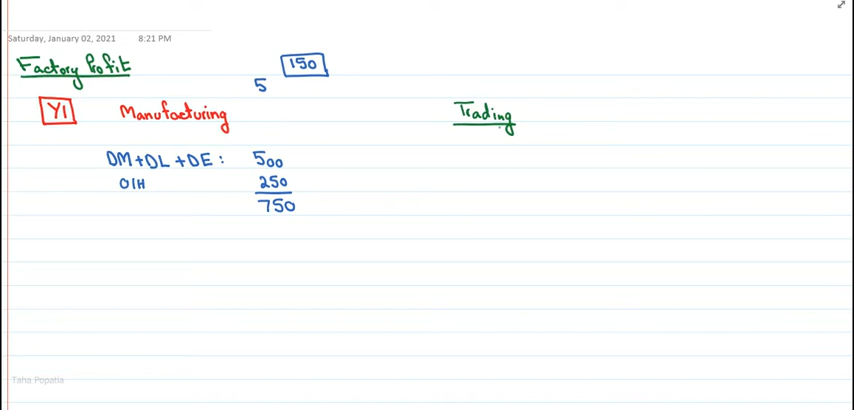 Saturday, January 02, 2021 8:21 PM
Factory Profit
150
5
Y1 Manufacturing Trading
DM+DL+DE: 500
O/H 250
750
Taha Popatia